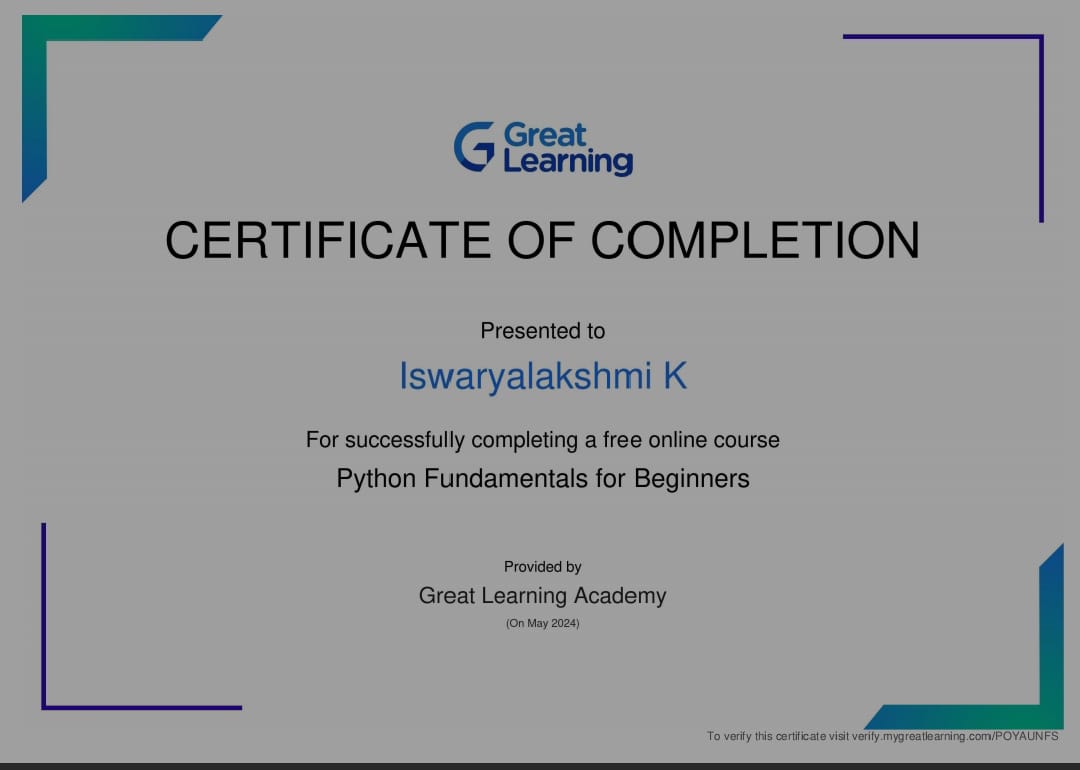 Great
Learning
CERTIFICATE OF COMPLETION
Presented to
Iswaryalakshmi K
For successfully completing a free online course
Python Fundamentals for Beginners
Provided by
Great Learning Academy
(On May 2024)
To verify this certificate visit verify.mygreatlearning.com/POYAUNFS